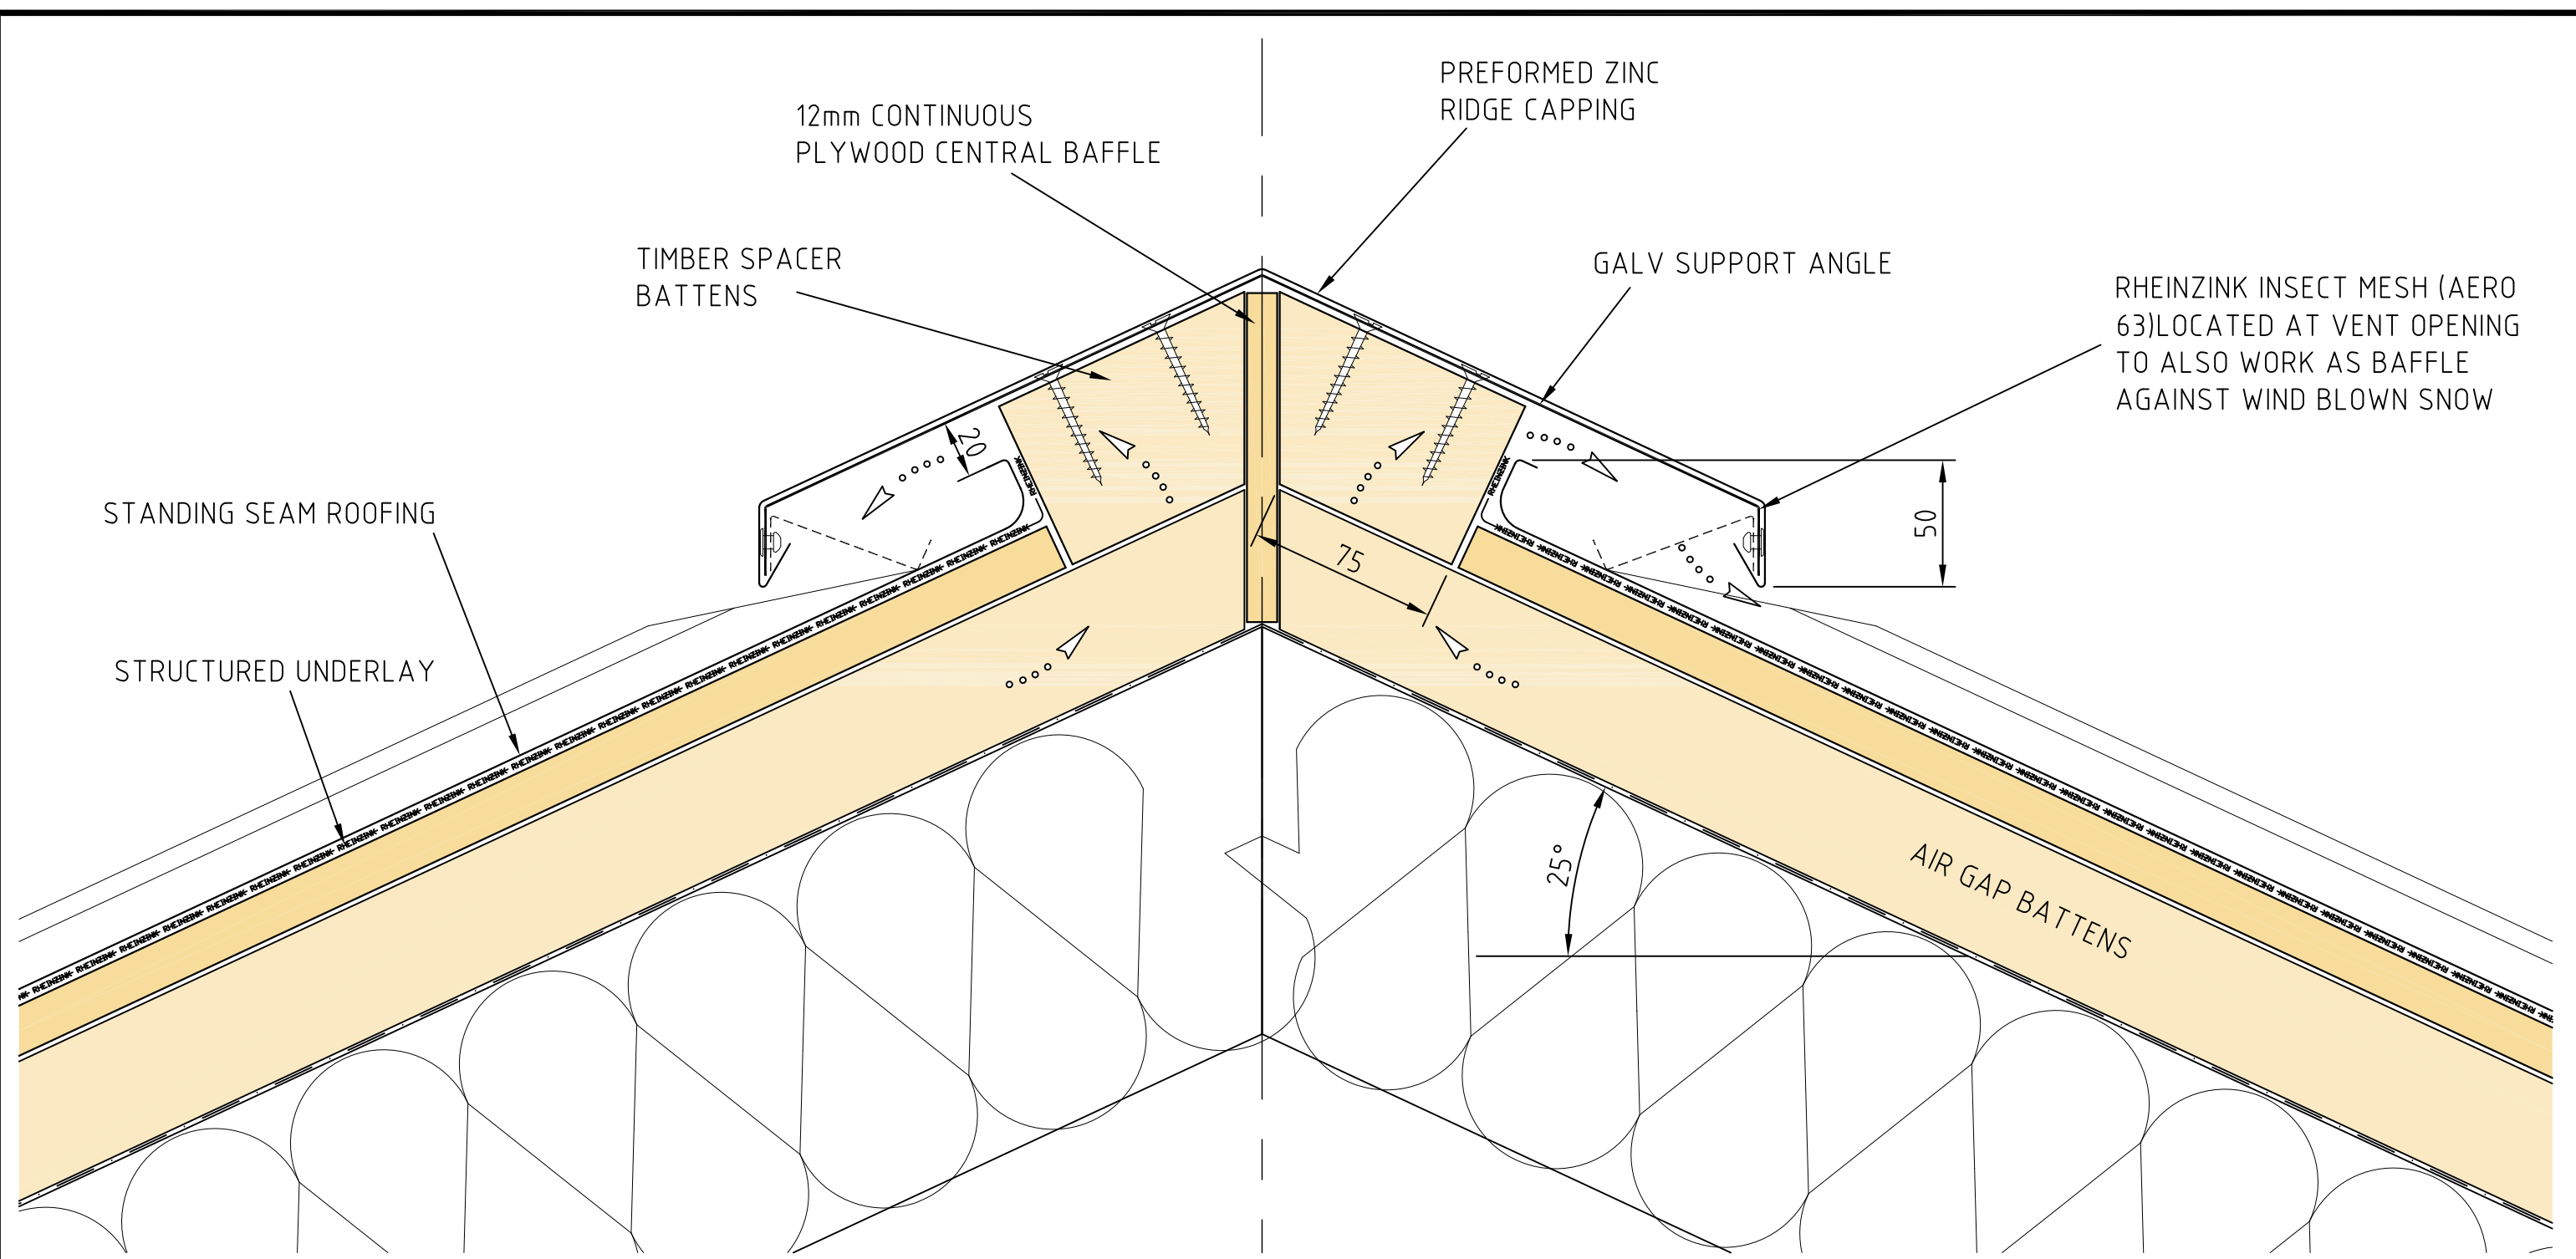 PREFORMED ZINC
RIDGE CAPPING
12mm CONTINUOUS
PLYWOOD CENTRAL BAFFLE
TIMBER SPACER
BATTENS
GALV SUPPORT ANGLE
RHEINZINK INSECT MESH (AERO
63)LOCATED AT VENT OPENING
TO ALSO WORK AS BAFFLE
AGAINST WIND BLOWN SNOW
20
RHEINZINK
RHEINZINK
50
STANDING SEAM ROOFING
75
STRUCTURED UNDERLAY
25°
AIR GAP BATTENS